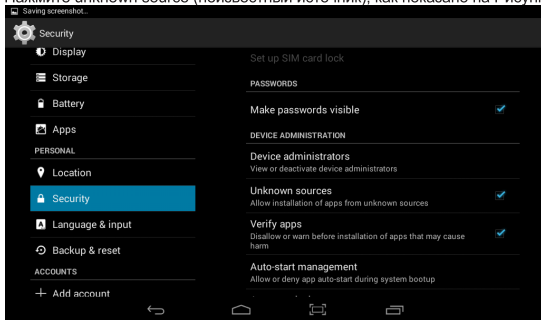 Нажмите unknown source (неизвестный источник), как показано на Рисун
Saving screenshot...
Security
Display
Storage
Battery
Apps
PERSONAL
Location
Security
Language & input
Backup & reset
ACCOUNTS
Add account
Set up SIM card lock
PASSWORDS
Make passwords visible
DEVICE ADMINISTRATION
Device administrators
View or deactivate device administrators
Unknown sources
Allow installation of apps from unknown sources
Verify apps
Disallow or warn before installation of apps that may cause
harm
Auto-start management
Allow or deny app auto-start during system bootup